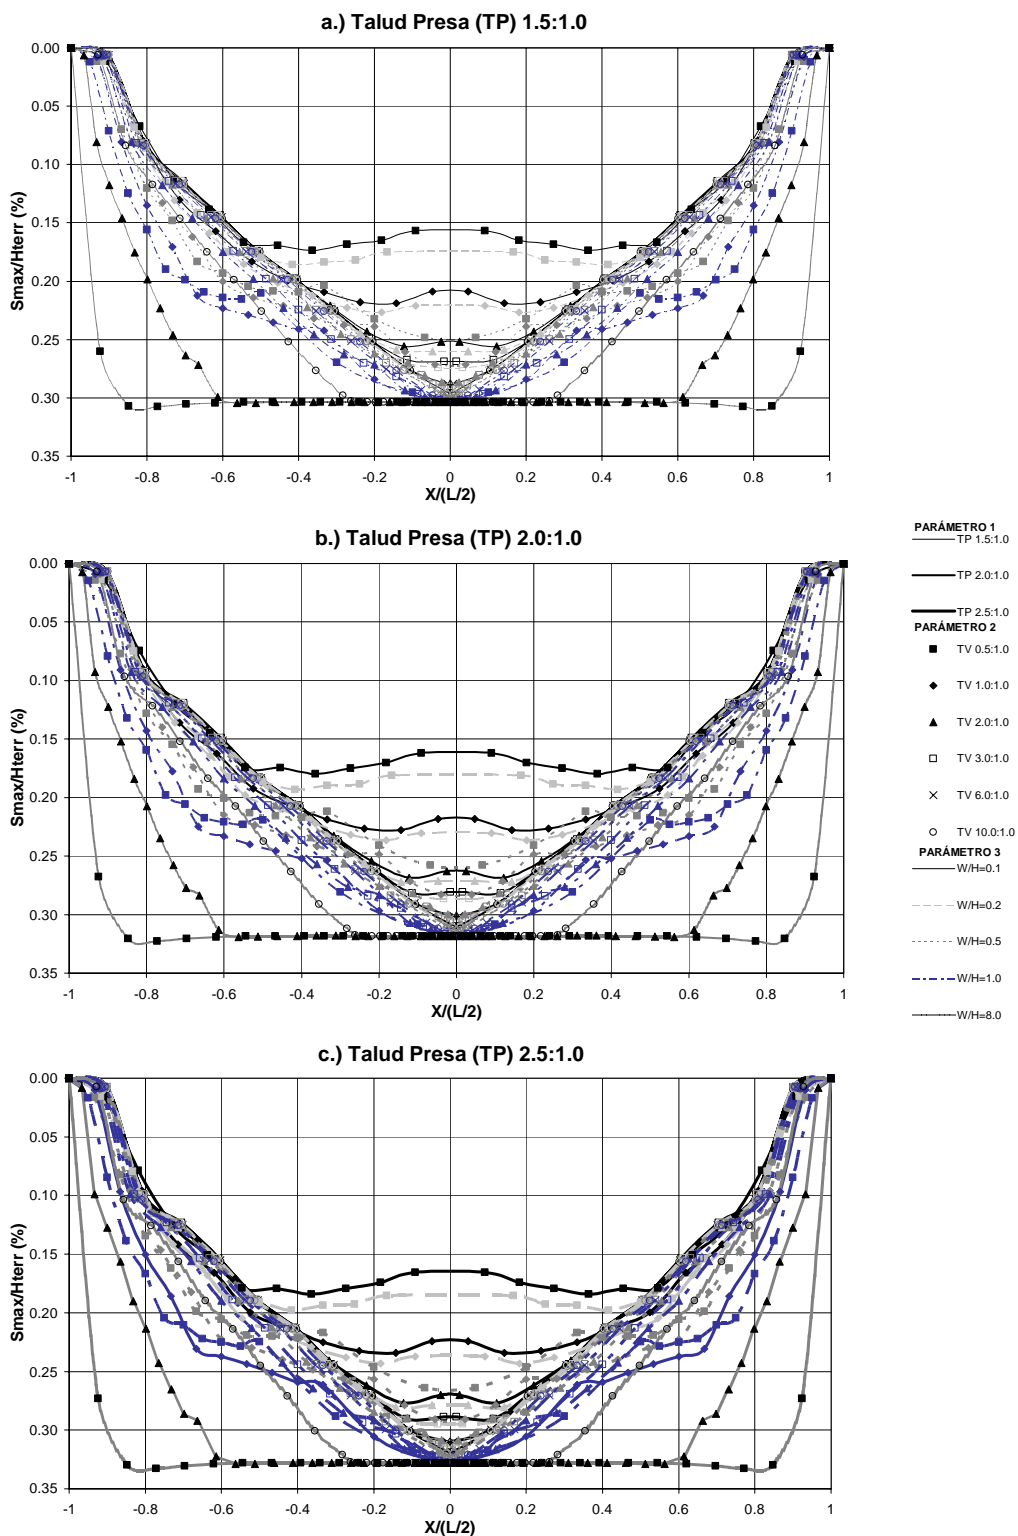 a.) Talud Presa (TP) 1.5:1.0
0.00
0.05
0.10
0.15
0.20
0.25
0.30
0.35
Smax/Hterr (%)
-1 -0.8 -0.6 -0.4 -0.2 0 0.2 0.4 0.6 0.8 1
X/(L/2)
b.) Talud Presa (TP) 2.0:1.0
0.00
0.05
0.10
0.15
0.20
0.25
0.30
0.35
Smax/Hterr (%)
-1 -0.8 -0.6 -0.4 -0.2 0 0.2 0.4 0.6 0.8 1
X/(L/2)
PARÁMETRO 1
TP 1.5:1.0
TP 2.0:1.0
TP 2.5:1.0
PARÁMETRO 2
TV 0.5:1.0
TV 1.0:1.0
TV 2.0:1.0
TV 3.0:1.0
TV 6.0:1.0
TV 10.0:1.0
PARÁMETRO 3
W/H=0.1
W/H=0.2
W/H=0.5
W/H=1.0
W/H=8.0
c.) Talud Presa (TP) 2.5:1.0
0.00
0.05
0.10
0.15
0.20
0.25
0.30
0.35
Smax/Hterr (%)
-1 -0.8 -0.6 -0.4 -0.2 0 0.2 0.4 0.6 0.8 1
X/(L/2)